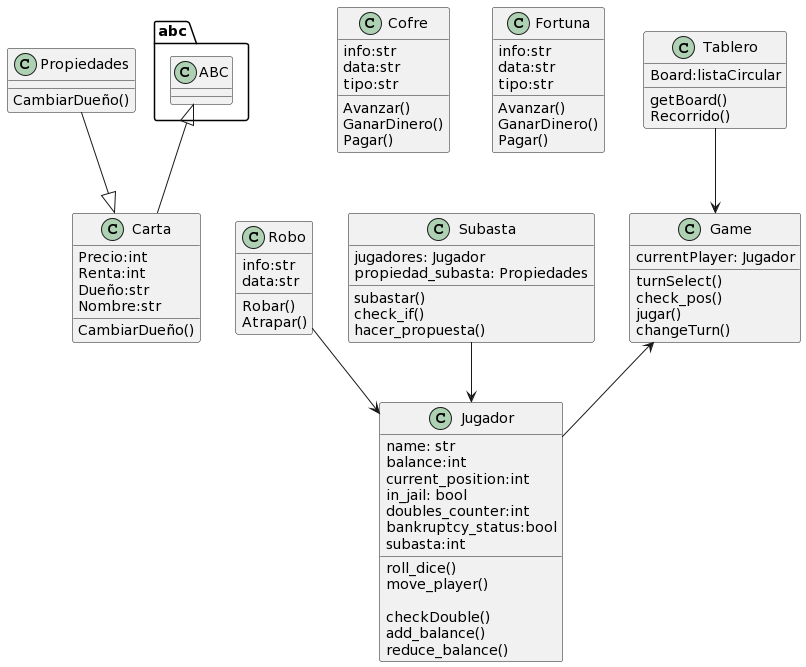 abc
C ABC
C Propiedades
CambiarDueño()
C Cofre
info:str
data:str
tipo:str
Avanzar()
GanarDinero()
Pagar()
C Fortuna
info:str
data:str
tipo:str
Avanzar()
GanarDinero()
Pagar()
C Tablero
Board:listaCircular
getBoard()
Recorrido()
C Carta
Precio:int
Renta:int
Dueño:str
Nombre:str
CambiarDueño()
C Robo
info:str
data:str
Robar()
Atrapar()
C Subasta
jugadores: Jugador
propiedad_subasta: Propiedades
subastar()
check_if()
hacer_propuesta()
C Game
currentPlayer: Jugador
turnSelect()
check_pos()
jugar()
changeTurn()
C Jugador
name: str
balance:int
current_position:int
in_jail: bool
doubles_counter:int
bankruptcy_status:bool
subasta:int
roll_dice()
move_player()
checkDouble()
add_balance()
reduce_balance()